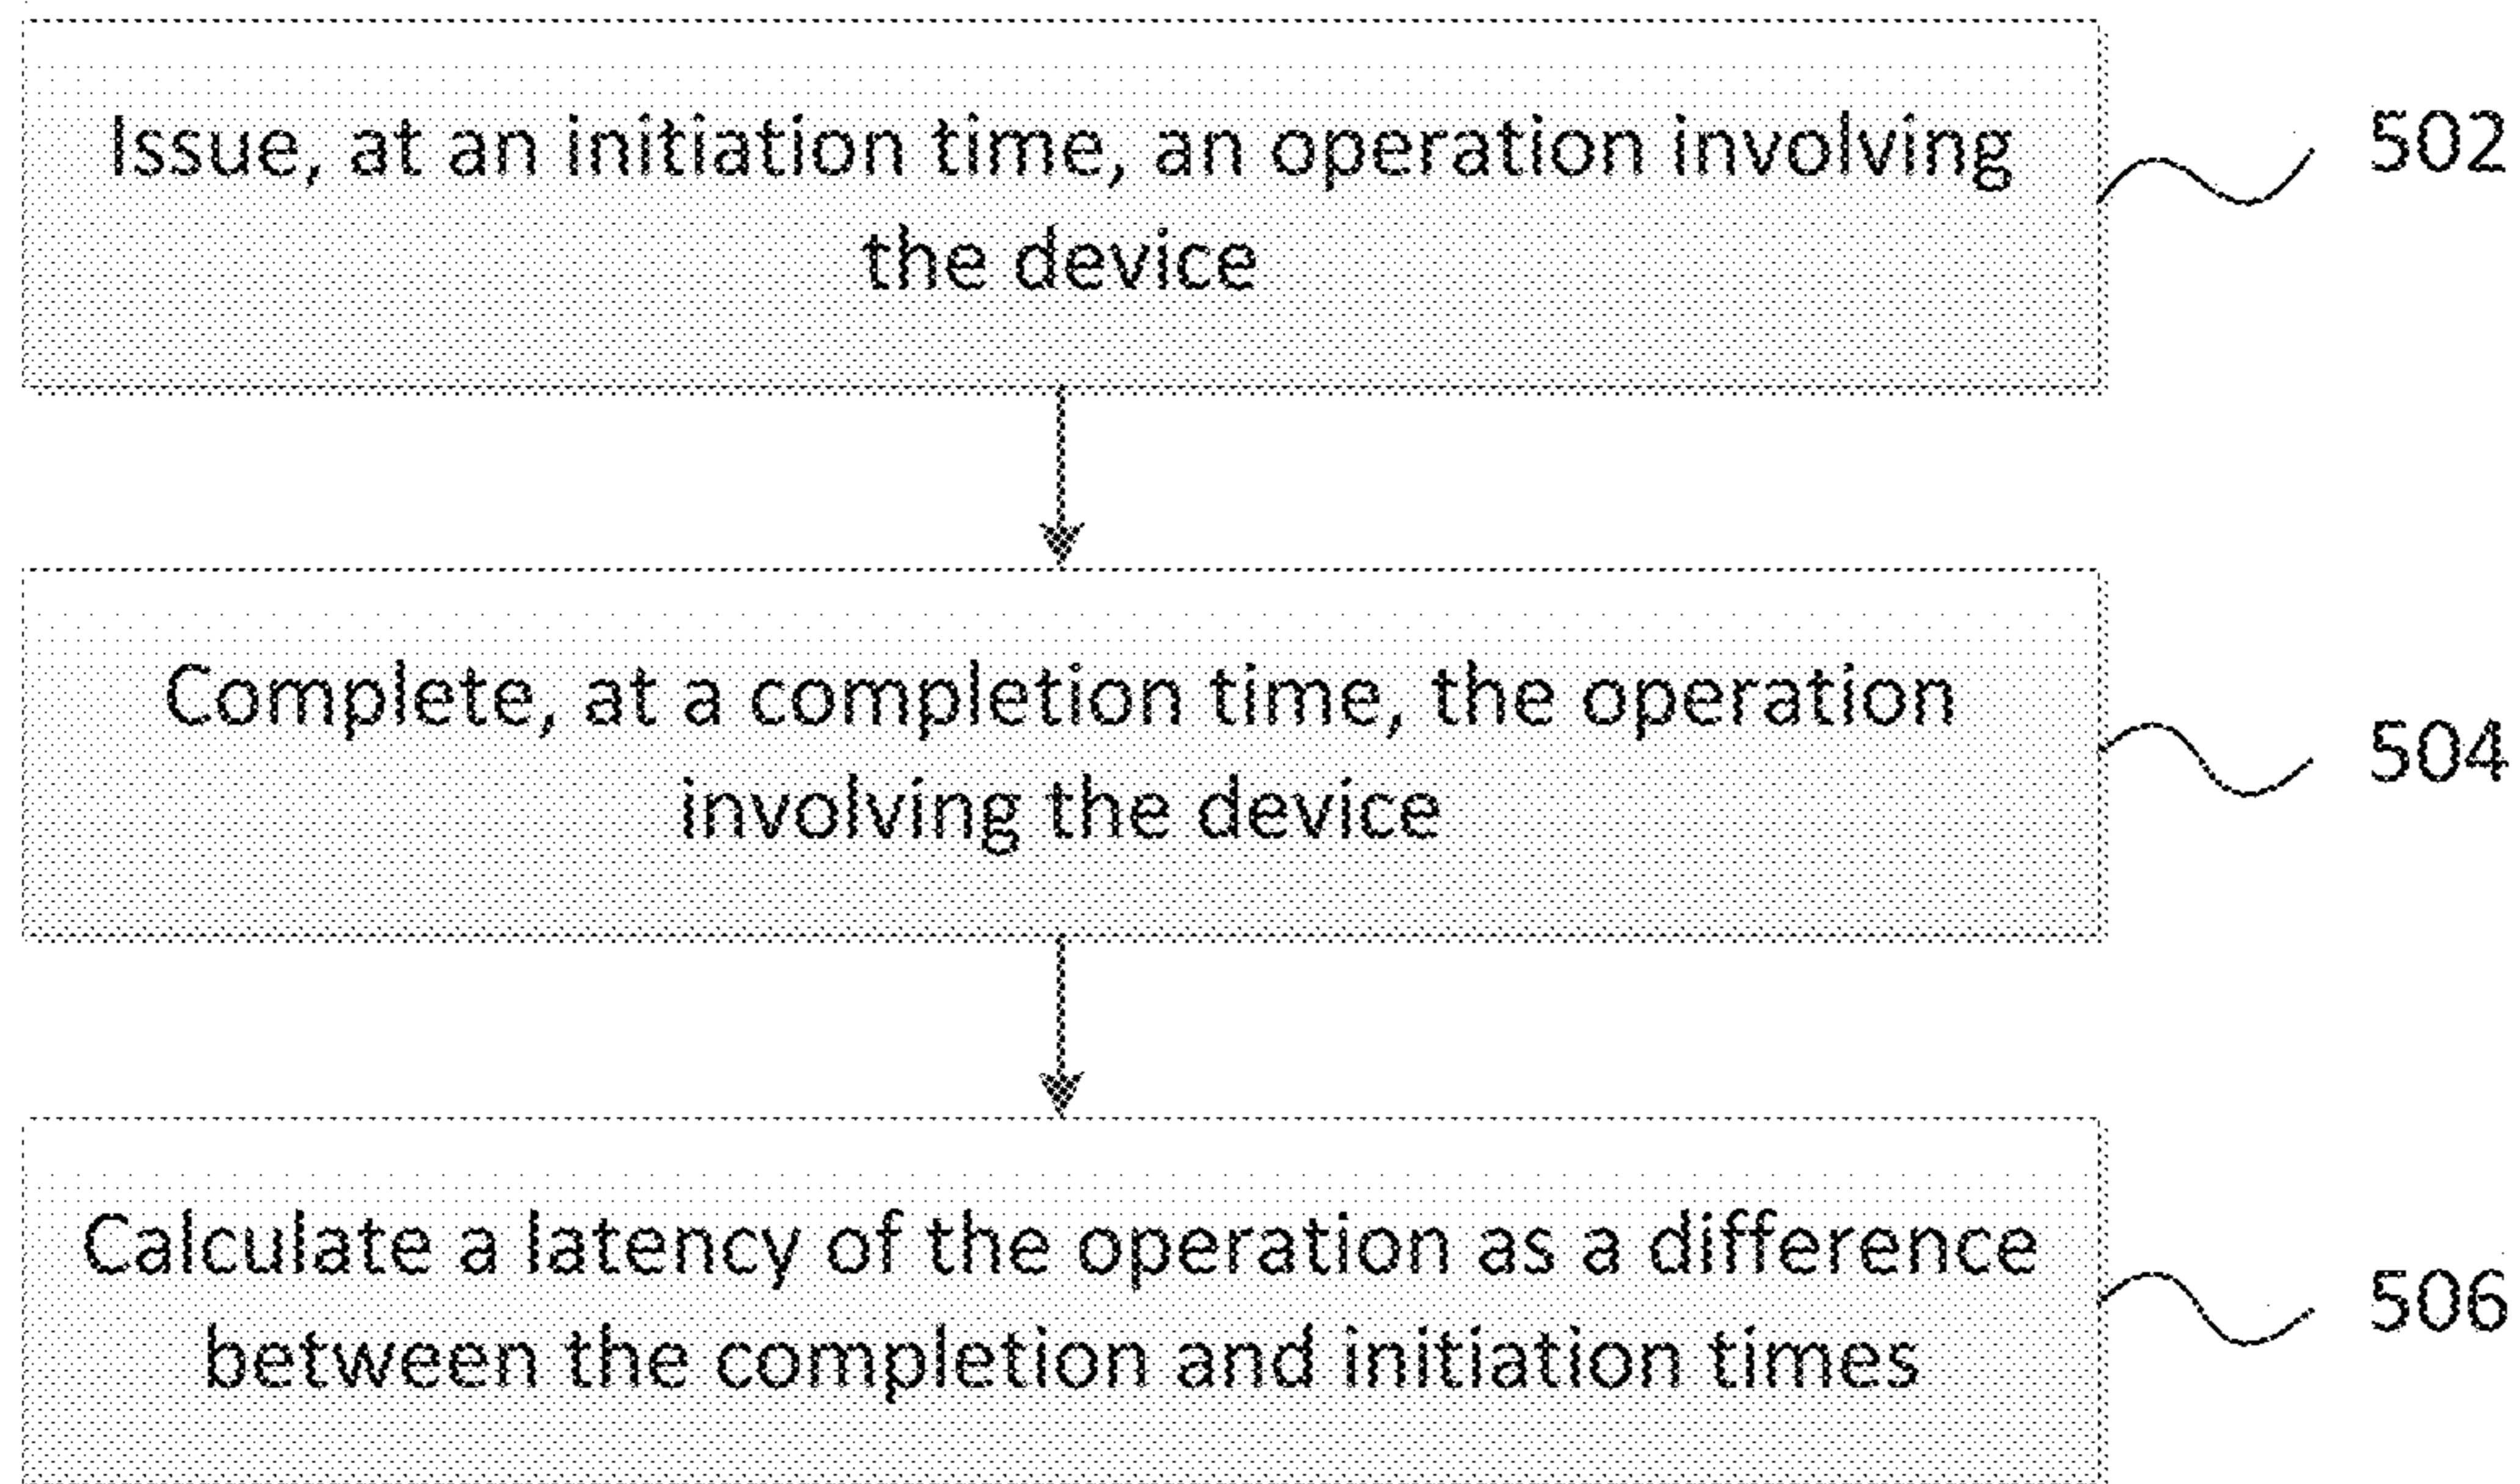 Issue, at an initiation time, an operation involving
the device
502
Complete, at a completion time, the operation
involving the device
504
Calculate a latency of the operation as a difference
between the completion and initiation times
506